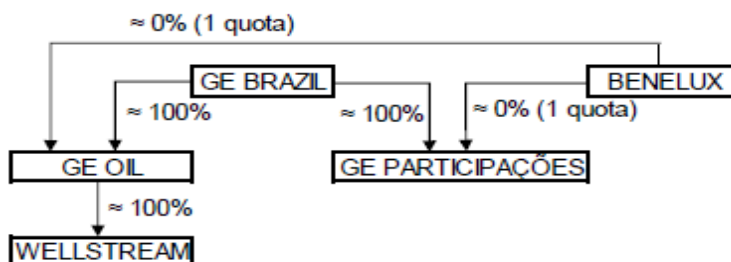 ≈ 0% (1 quota)
GE BRAZIL
BENELUX
≈ 100%
≈ 100%
≈ 0% (1 quota)
GE OIL
GE PARTICIPAÇÕES
≈ 100%
WELLSTREAM